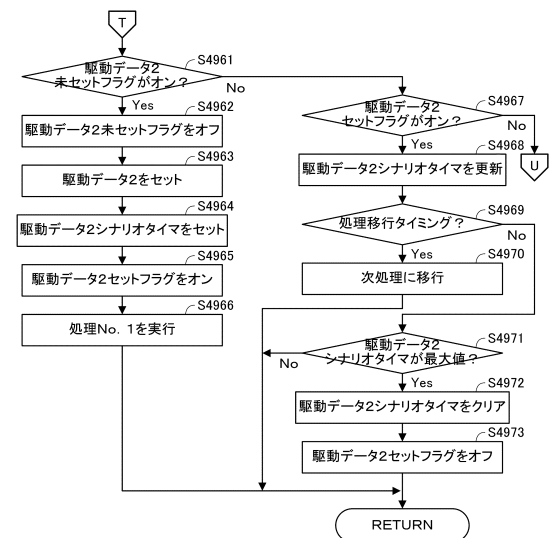 T
駆動データ2
未セットフラグがオン？
S4961
No
Yes
S4962
駆動データ2未セットフラグをオフ
S4963
駆動データ2をセット
S4964
駆動データ2シナリオタイマをセット
S4965
駆動データ2セットフラグをオン
S4966
処理No. 1を実行
駆動データ2
セットフラグがオン？
S4967
No
U
Yes
S4968
駆動データ2シナリオタイマを更新
処理移行タイミング？
S4969
No
Yes
S4970
次処理に移行
駆動データ2
シナリオタイマが最大値？
S4971
No
Yes
S4972
駆動データ2シナリオタイマをクリア
S4973
駆動データ2セットフラグをオフ
RETURN